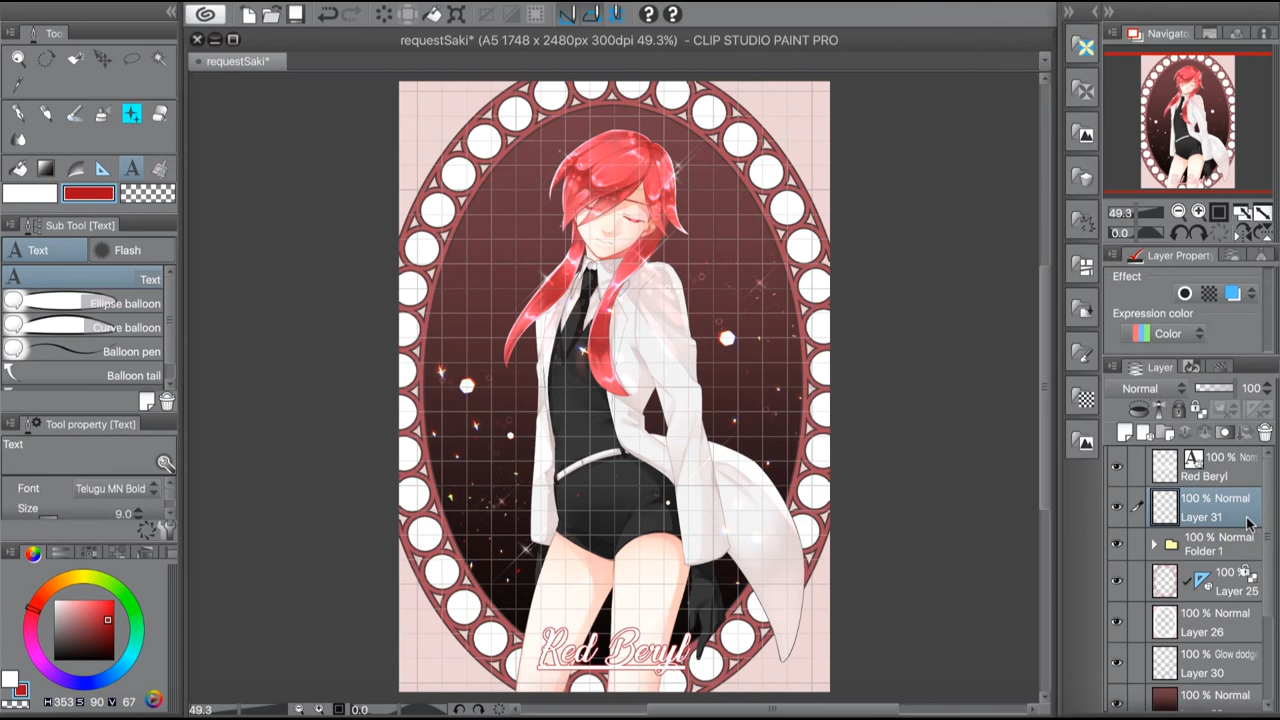 Too
requestSaki* (A5 1748 x 2480px 300dpi 49.3%) - CLIP STUDIO PAINT PRO
requestSaki*
Sub Tool [Text]
A Text
Flash
A Text
Ellipse balloon
Curve balloon
Balloon pen
Balloon tail
Tool property [Text]
Text
Font Telugu MN Bold
Size 9.0
H 353 S 90 V 67
Red Beryl
49.3 0.0
Navigato
49.3
0.0
Layer Propert
Effect
Expression color
Color
Layer
Normal 100
A 100 % Nor
Red Beryl
100 % Normal
Layer 31
100 % Normal
Folder 1
100 %
Layer 25
100 % Normal
Layer 26
100 % Glow dodge
Layer 30
100 % Normal